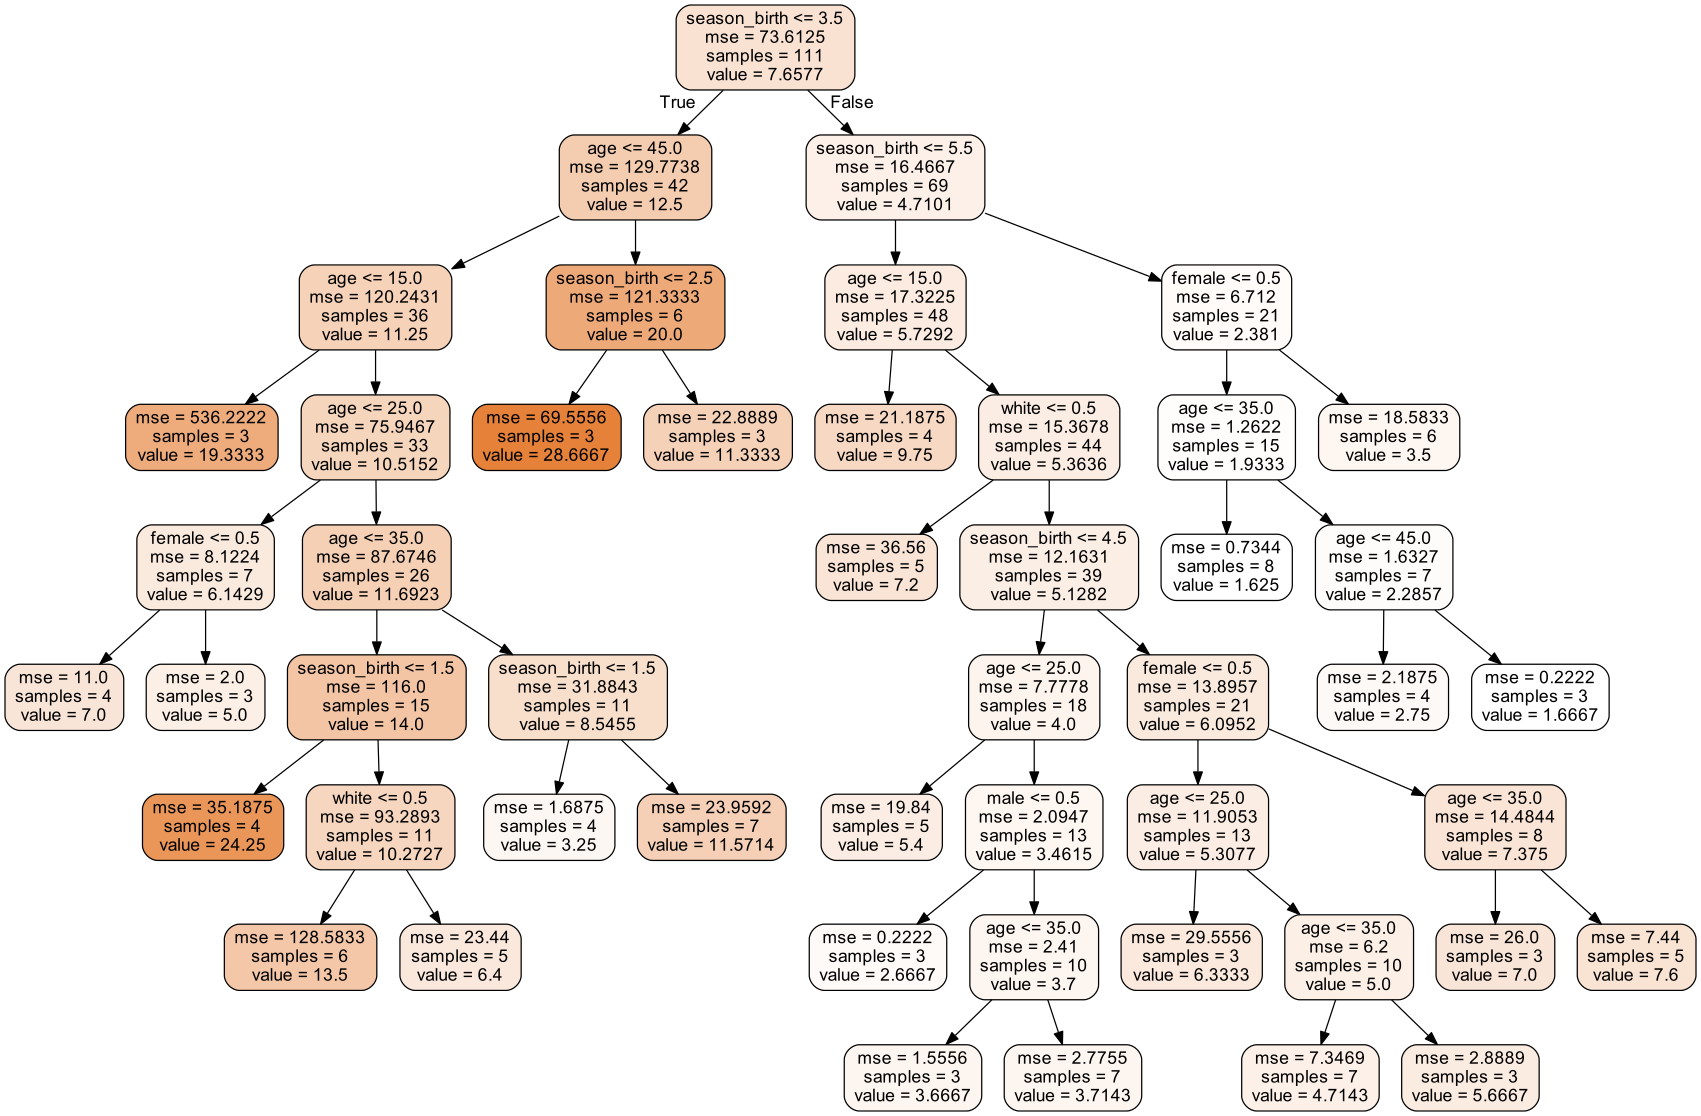 season_birth <= 3.5
mse = 73.6125
samples = 111
value = 7.6577
True
False
age <= 45.0
mse = 129.7738
samples = 42
value = 12.5
season_birth <= 5.5
mse = 16.4667
samples = 69
value = 4.7101
age <= 15.0
mse = 120.2431
samples = 36
value = 11.25
season_birth <= 2.5
mse = 121.3333
samples = 6
value = 20.0
age <= 15.0
mse = 17.3225
samples = 48
value = 5.7292
female <= 0.5
mse = 6.712
samples = 21
value = 2.381
mse = 536.2222
samples = 3
value = 19.3333
age <= 25.0
mse = 75.9467
samples = 33
value = 10.5152
mse = 69.5556
samples = 3
value = 28.6667
mse = 22.8889
samples = 3
value = 11.3333
mse = 21.1875
samples = 4
value = 9.75
white <= 0.5
mse = 15.3678
samples = 44
value = 5.3636
age <= 35.0
mse = 1.2622
samples = 15
value = 1.9333
mse = 18.5833
samples = 6
value = 3.5
female <= 0.5
mse = 8.1224
samples = 7
value = 6.1429
age <= 35.0
mse = 87.6746
samples = 26
value = 11.6923
mse = 36.56
samples = 5
value = 7.2
season_birth <= 4.5
mse = 12.1631
samples = 39
value = 5.1282
mse = 0.7344
samples = 8
value = 1.625
age <= 45.0
mse = 1.6327
samples = 7
value = 2.2857
mse = 11.0
samples = 4
value = 7.0
mse = 2.0
samples = 3
value = 5.0
season_birth <= 1.5
mse = 116.0
samples = 15
value = 14.0
season_birth <= 1.5
mse = 31.8843
samples = 11
value = 8.5455
age <= 25.0
mse = 7.7778
samples = 18
value = 4.0
female <= 0.5
mse = 13.8957
samples = 21
value = 6.0952
mse = 2.1875
samples = 4
value = 2.75
mse = 0.2222
samples = 3
value = 1.6667
mse = 35.1875
samples = 4
value = 24.25
white <= 0.5
mse = 93.2893
samples = 11
value = 10.2727
mse = 1.6875
samples = 4
value = 3.25
mse = 23.9592
samples = 7
value = 11.5714
mse = 19.84
samples = 5
value = 5.4
male <= 0.5
mse = 2.0947
samples = 13
value = 3.4615
age <= 25.0
mse = 11.9053
samples = 13
value = 5.3077
age <= 35.0
mse = 14.4844
samples = 8
value = 7.375
mse = 128.5833
samples = 6
value = 13.5
mse = 23.44
samples = 5
value = 6.4
mse = 0.2222
samples = 3
value = 2.6667
age <= 35.0
mse = 2.41
samples = 10
value = 3.7
mse = 29.5556
samples = 3
value = 6.3333
age <= 35.0
mse = 6.2
samples = 10
value = 5.0
mse = 26.0
samples = 3
value = 7.0
mse = 7.44
samples = 5
value = 7.6
mse = 1.5556
samples = 3
value = 3.6667
mse = 2.7755
samples = 7
value = 3.7143
mse = 7.3469
samples = 7
value = 4.7143
mse = 2.8889
samples = 3
value = 5.6667